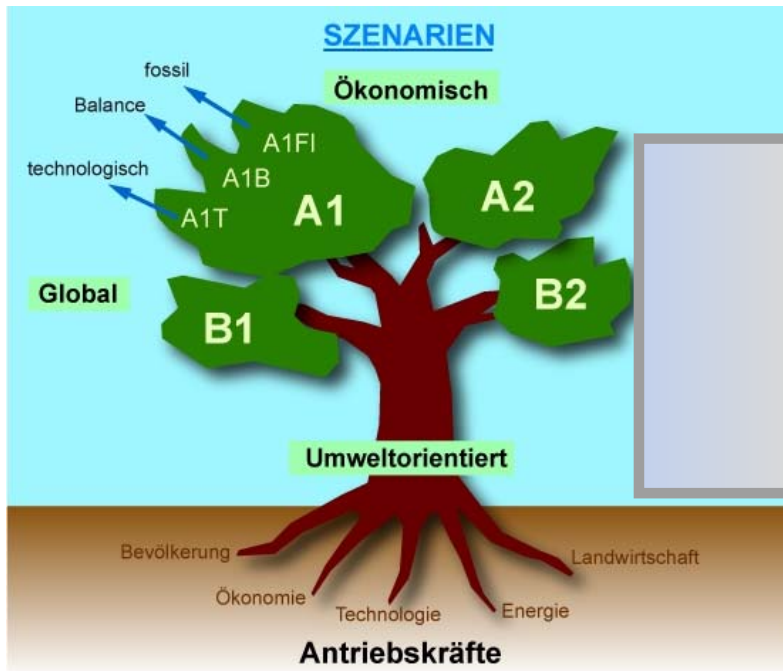 SZENARIEN
fossil
Ökonomisch
Balance
A1FI
technologisch
A1B
A1T
A1
A2
Global
B1
B2
Umweltorientiert
Bevölkerung
Landwirtschaft
Ökonomie
Technologie
Energie
Antriebskräfte